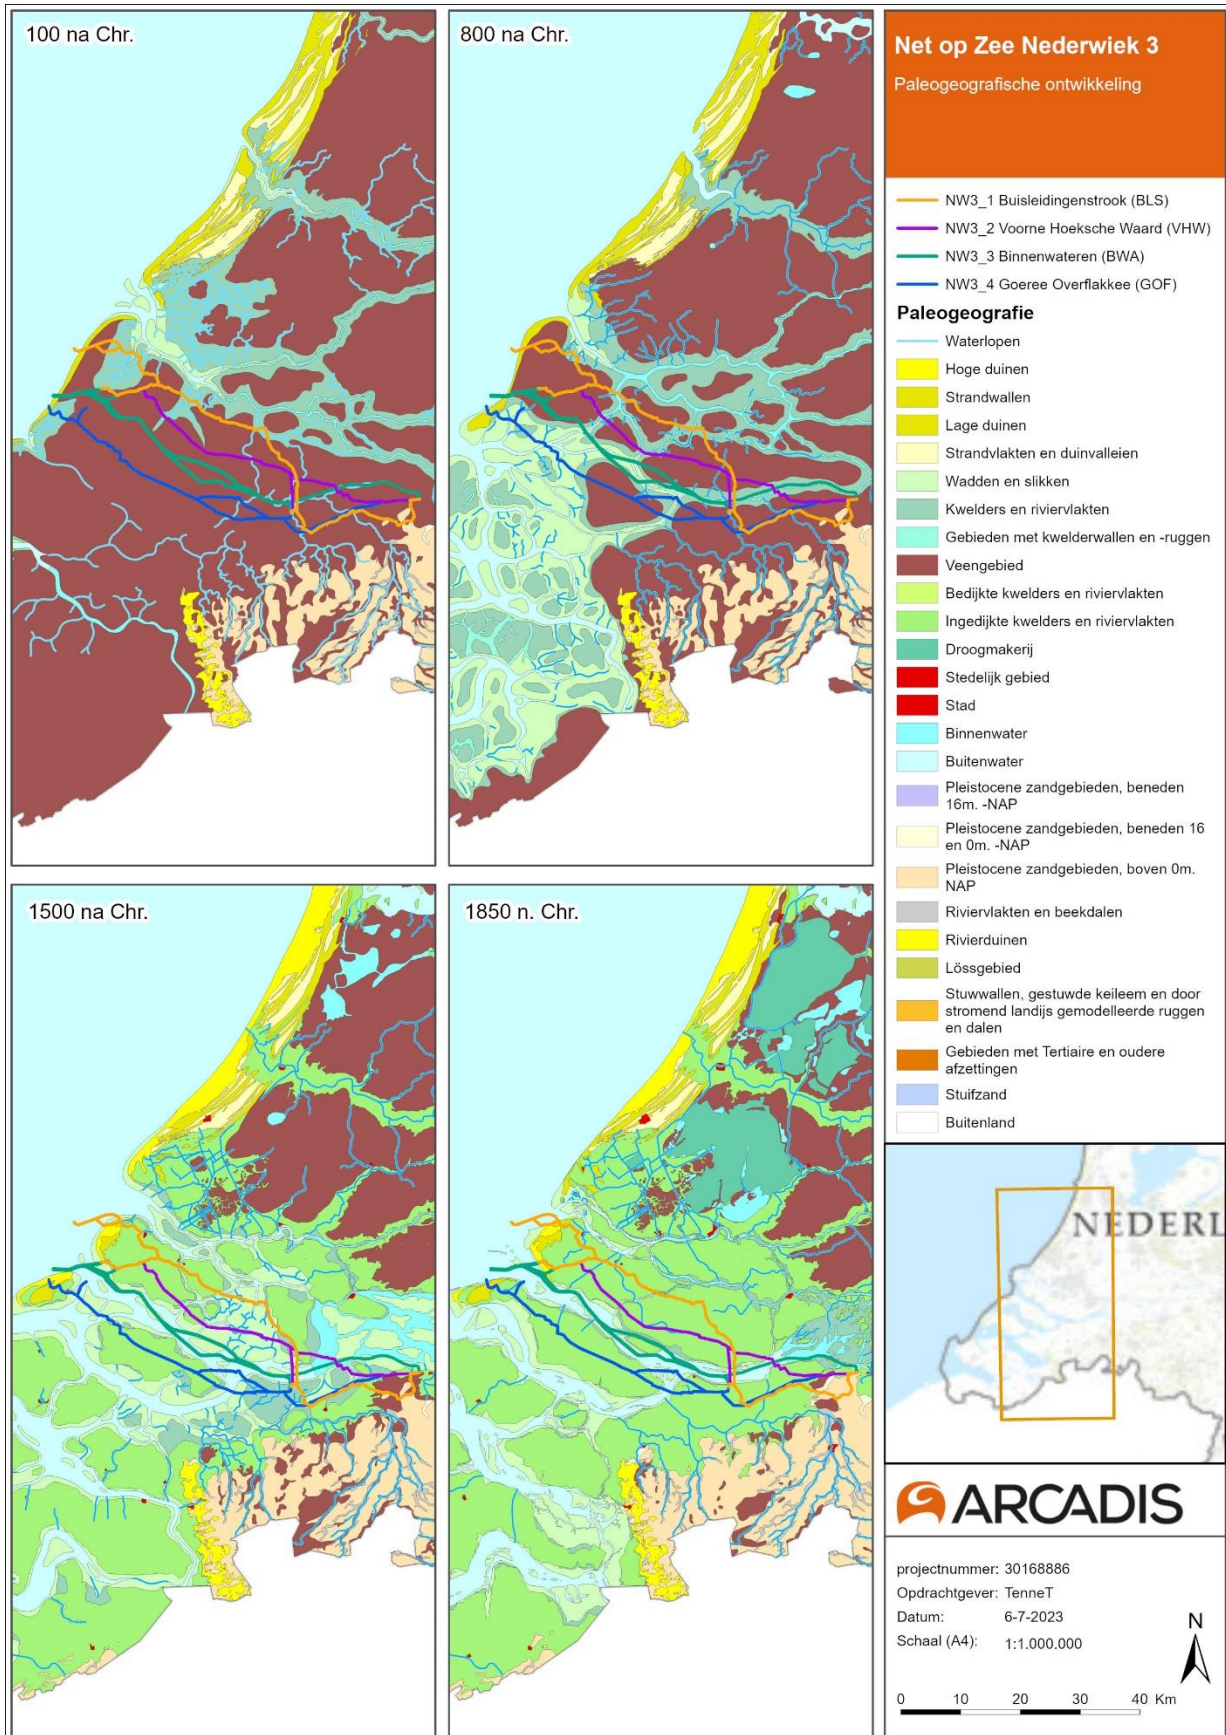 100 na Chr.
800 na Chr.
1500 na Chr.
1850 n. Chr.
Net op Zee Nederwiek 3
Paleogeografische ontwikkeling
NW3_1 Buisleidingenstrook (BLS)
NW3_2 Voorne Hoeksche Waard (VHW)
NW3_3 Binnenwateren (BWA)
NW3_4 Goeree Overflakkee (GOF)
Paleogeografie
Waterlopen
Hoge duinen
Strandwallen
Lage duinen
Strandvlakten en duinvalleien
Wadden en slikken
Kwelders en riviervlakten
Gebieden met kwelderwallen en -ruggen
Veengebied
Bedijkte kwelders en riviervlakten
Ingedijkte kwelders en riviervlakten
Droogmakerij
Stedelijk gebied
Stad
Binnenwater
Buitenwater
Pleistocene zandgebieden, beneden
16m. -NAP
Pleistocene zandgebieden, beneden 16
en 0m. -NAP
Pleistocene zandgebieden, boven 0m.
NAP
Riviervlakten en beekdalen
Rivierduinen
Lössgebied
Stuwwallen, gestuwde keileem en door
stromend landijs gemodelleerde ruggen
en dalen
Gebieden met Tertiaire en oudere
afzettingen
Stuifzand
Buitenland
NEDERL
ARCADIS
projectnummer: 30168886
Opdrachtgever: TenneT
Datum: 6-7-2023
Schaal (A4): 1:1.000.000
N
0 10 20 30 40 Km